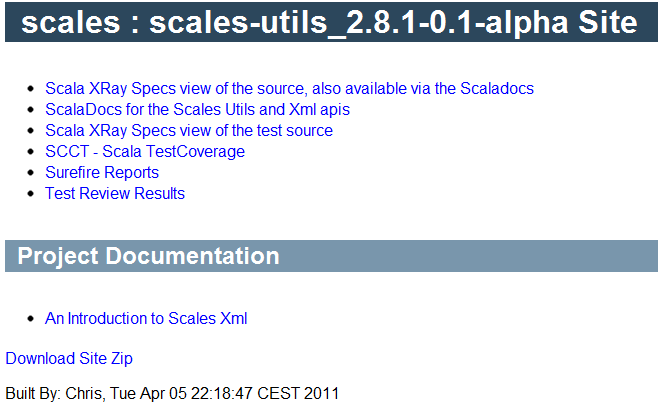 scales : scales-utils_2.8.1-0.1-alpha Site
Scala XRay Specs view of the source, also available via the Scaladocs
ScalaDocs for the Scales Utils and Xml apis
Scala XRay Specs view of the test source
SCCT - Scala TestCoverage
Surefire Reports
Test Review Results
Project Documentation
An Introduction to Scales Xml
Download Site Zip
Built By: Chris, Tue Apr 05 22:18:47 CEST 2011